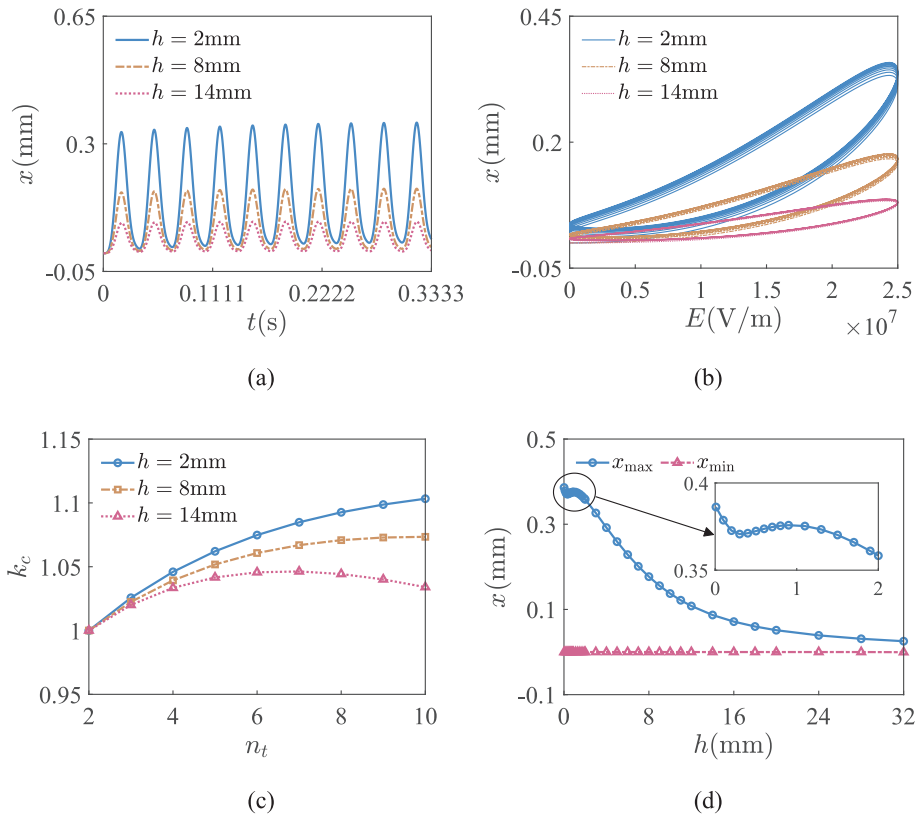 0.65
h = 2mm
h = 8mm
h = 14mm
0.3
-0.05
x(mm)
0 0.1111 0.2222 0.3333
t(s)
(a)
0.45
h = 2mm
h = 8mm
h = 14mm
0.2
-0.05
x(mm)
0 0.5 1 1.5 2 2.5
E(V/m) ×10⁷
(b)
1.15
h = 2mm
h = 8mm
h = 14mm
1.1
1.05
1
0.95
k_c
2 4 6 8 10
n_t
(c)
0.5
x_max x_min
0.4
0.35
0 1 2
0.3
0.1
-0.1
x(mm)
0 8 16 24 32
h(mm)
(d)